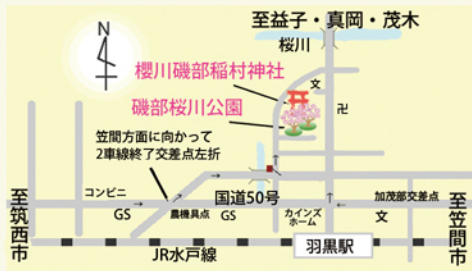 至益子・真岡・茂木
N
桜川
櫻川磯部稲村神社
文
磯部桜川公園
卍
笠間方面に向かって
2車線終了交差点左折
至筑西市
コンビニ
国道50号
加茂部交差点
至笠間市
GS
農機具点
GS
カインズ
ホーム
文
羽黒駅
JR水戸線